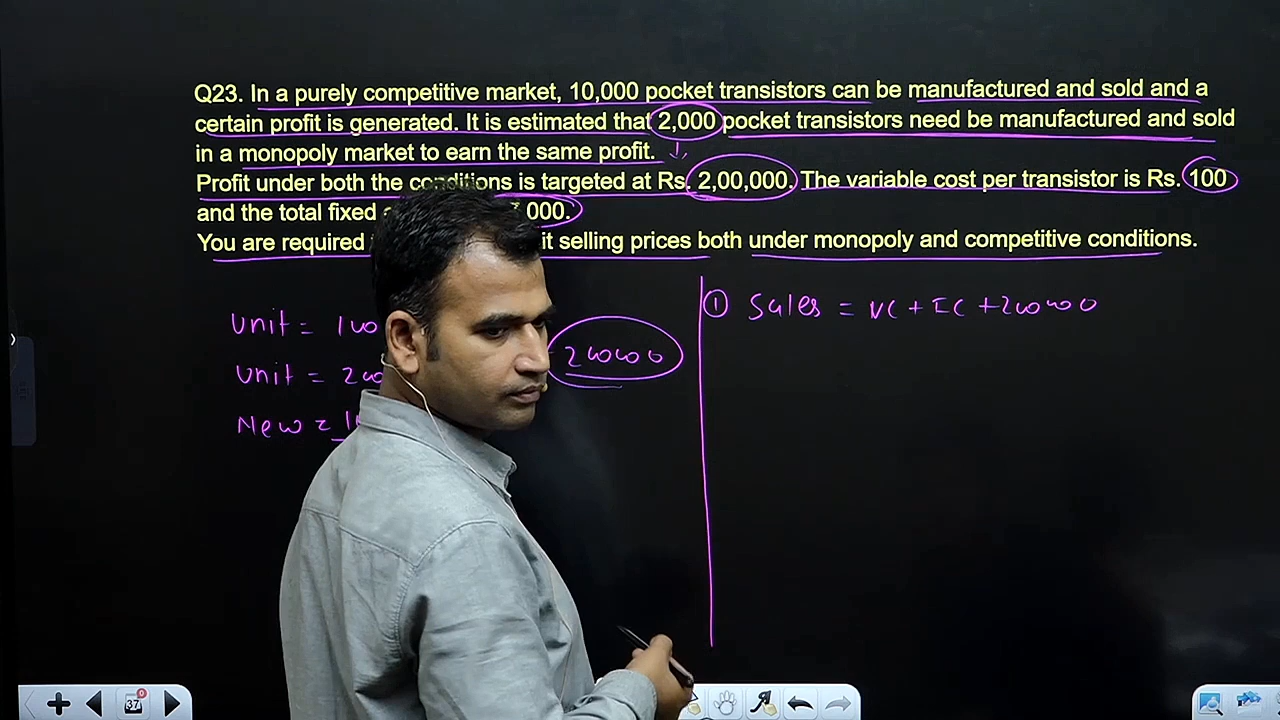 Q23. In a purely competitive market, 10,000 pocket transistors can be manufactured and sold and a
certain profit is generated. It is estimated that 2,000 pocket transistors need be manufactured and sold
in a monopoly market to earn the same profit.
Profit under both the conditions is targeted at Rs. 2,00,000. The variable cost per transistor is Rs. 100
and the total fixed 000.
You are required it selling prices both under monopoly and competitive conditions.
Unit =
Unit =
New =
200000
① Sales = VC + FC + 200000
37
0